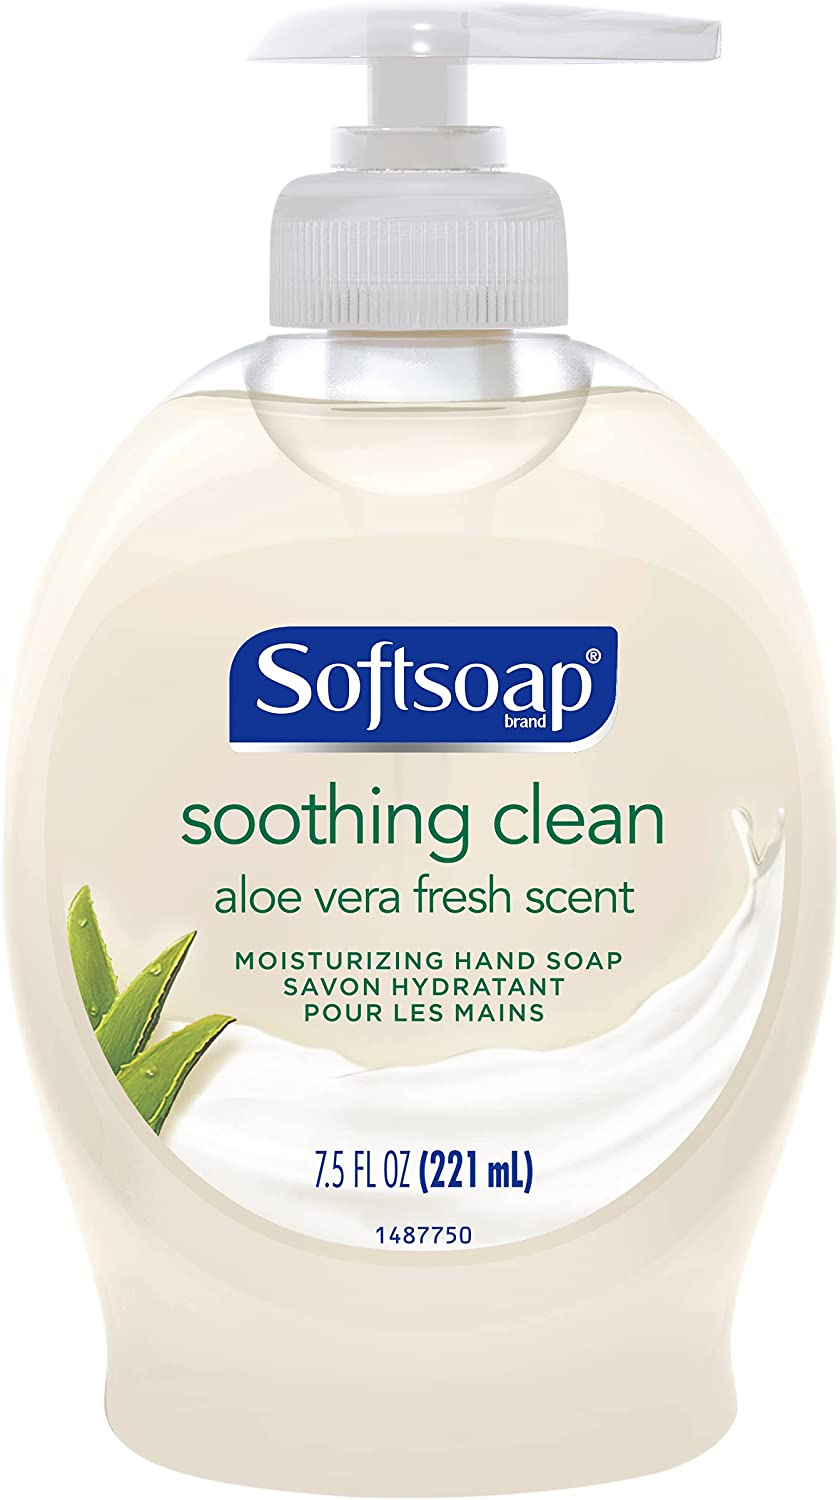 Softsoap®
brand
soothing clean
aloe vera fresh scent
MOISTURIZING HAND SOAP
SAVON HYDRATANT
POUR LES MAINS
7.5 FL OZ (221 mL)
1487750